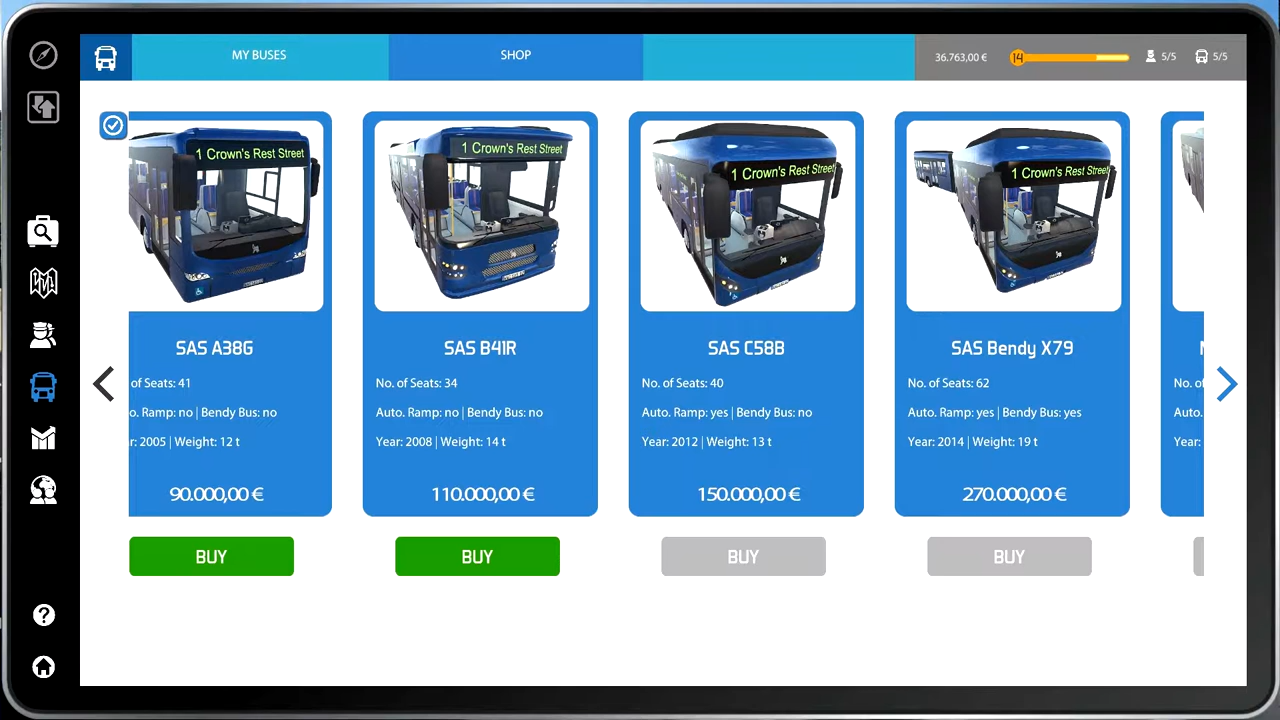 MY BUSES
SHOP
36.763,00 €
14
5/5
5/5
1 Crown's Rest Street
1 Crown's Rest Street
1 Crown's Rest Street
1 Crown's Rest Street
SAS A38G
of Seats: 41
o. Ramp: no | Bendy Bus: no
r: 2005 | Weight: 12 t
90.000,00 €
BUY
SAS B41R
No. of Seats: 34
Auto. Ramp: no | Bendy Bus: no
Year: 2008 | Weight: 14 t
110.000,00 €
BUY
SAS C58B
No. of Seats: 40
Auto. Ramp: yes | Bendy Bus: no
Year: 2012 | Weight: 13 t
150.000,00 €
BUY
SAS Bendy X79
No. of Seats: 62
Auto. Ramp: yes | Bendy Bus: yes
Year: 2014 | Weight: 19 t
270.000,00 €
BUY
No. of
Auto.
Year: